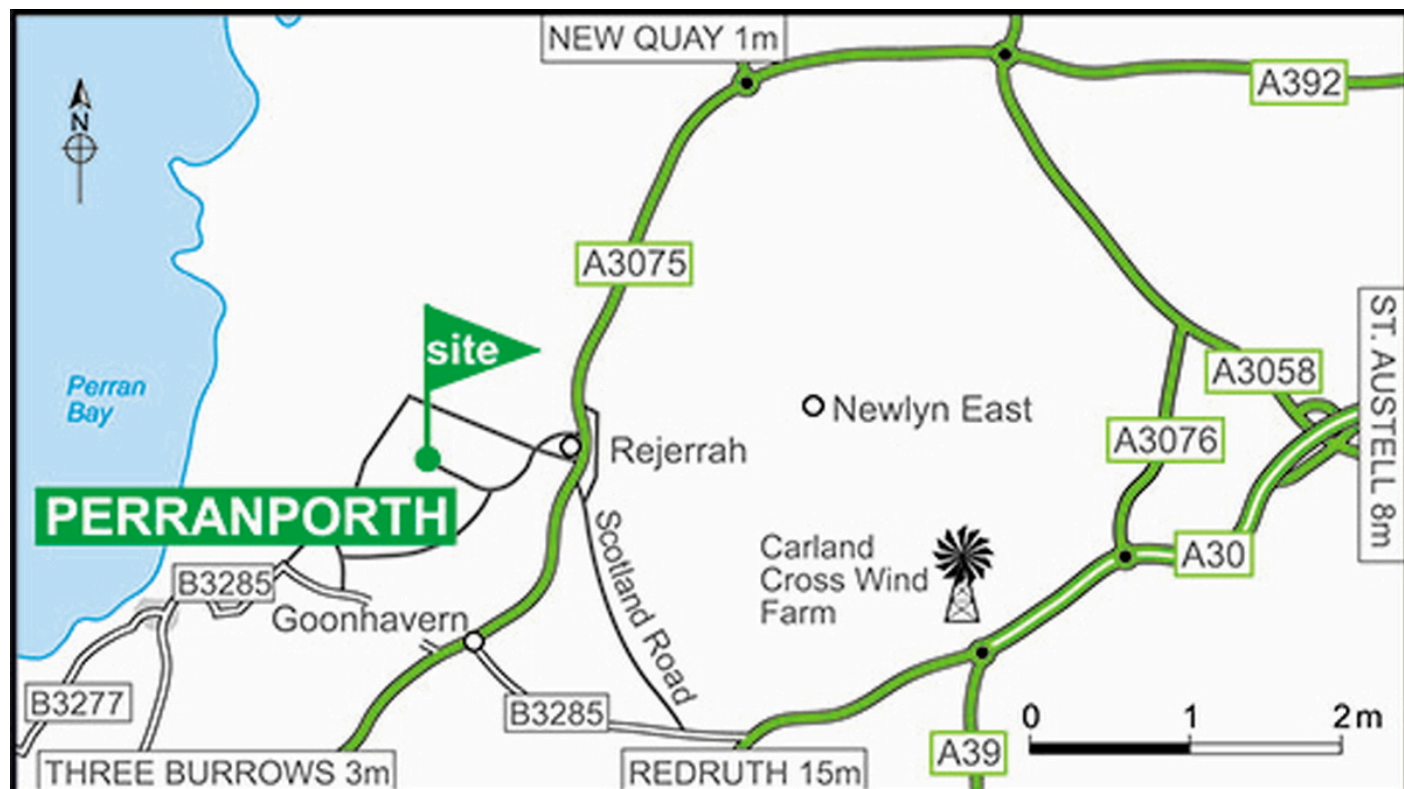 NEW QUAY 1m
A392
N
A3075
ST. AUSTELL 8m
site
A3058
Perran
Bay
Newlyn East
A3076
Rejerrah
PERRANPORTH
Scotland Road
Carland
Cross Wind
Farm
A30
B3285
Goonhavern
B3277
B3285
0 1 2m
A39
THREE BURROWS 3m
REDRUTH 15m